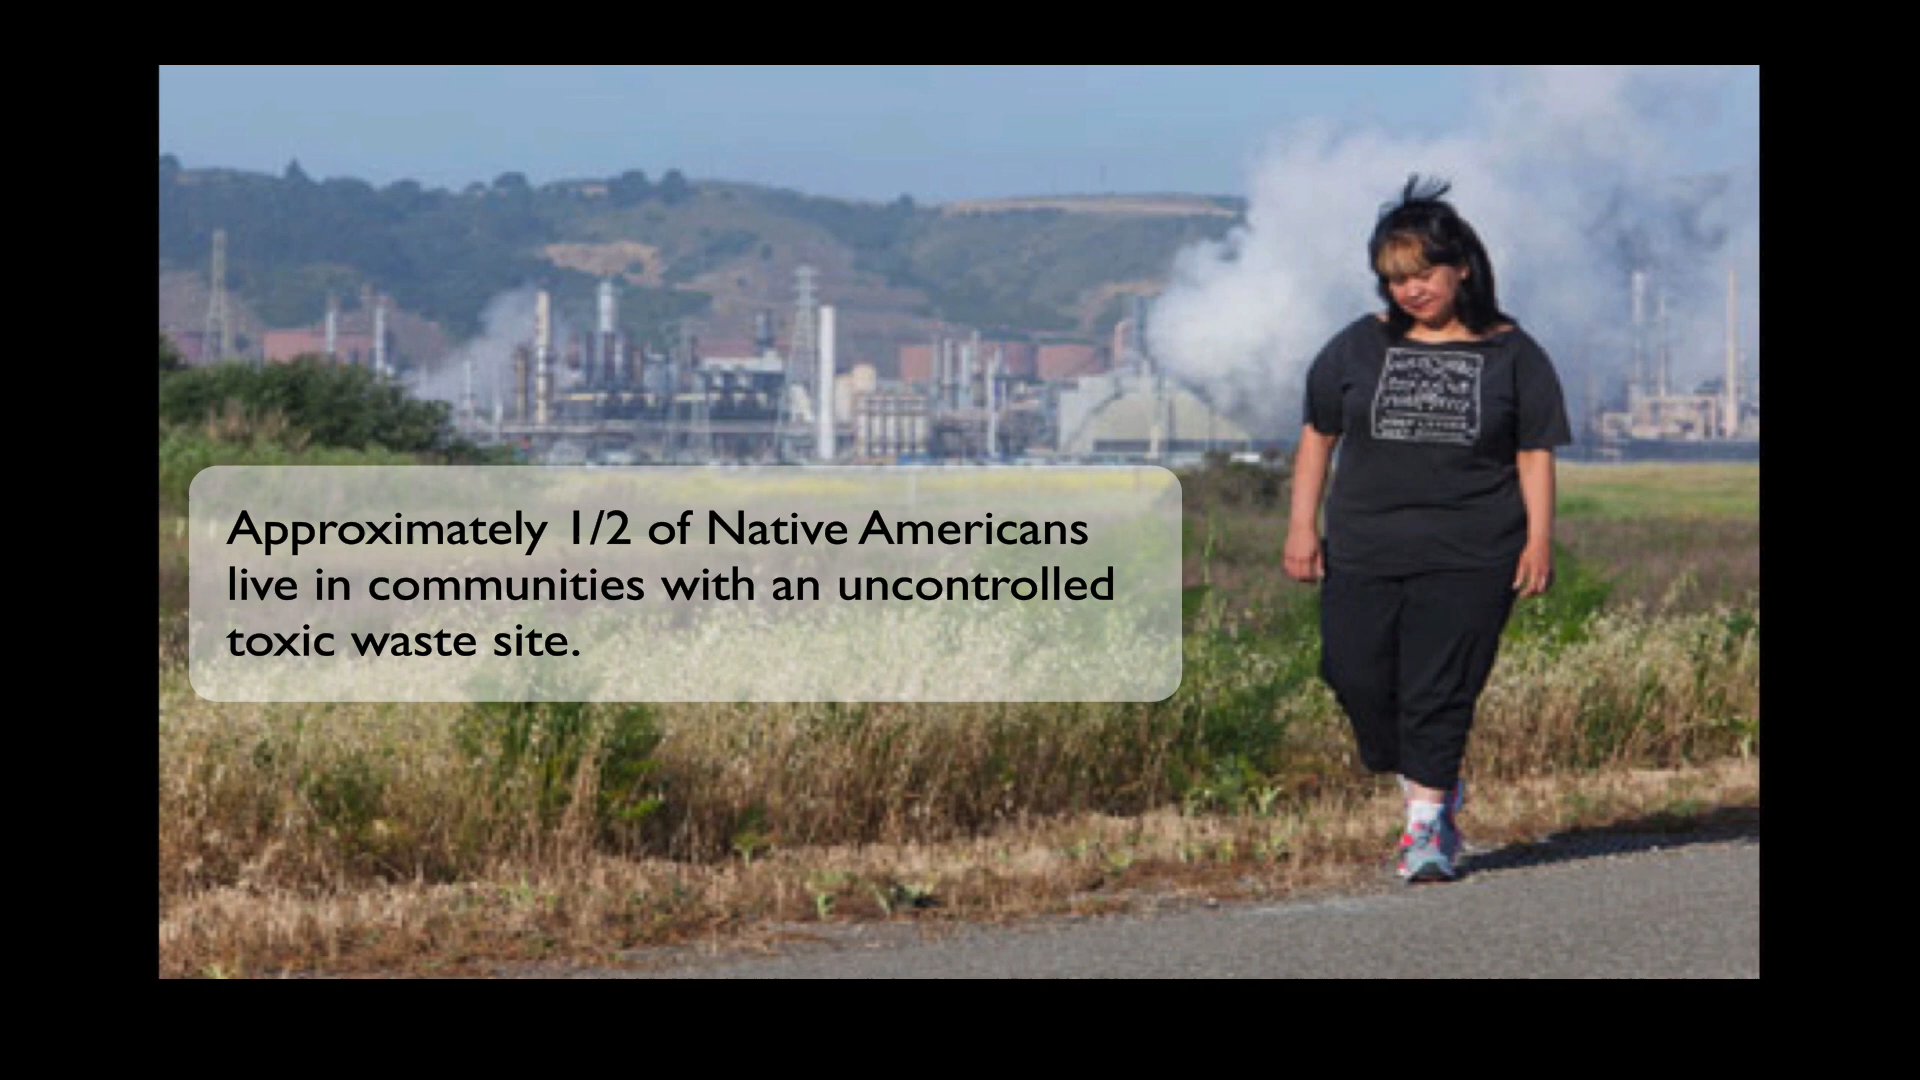 Approximately 1/2 of Native Americans
live in communities with an uncontrolled
toxic waste site.